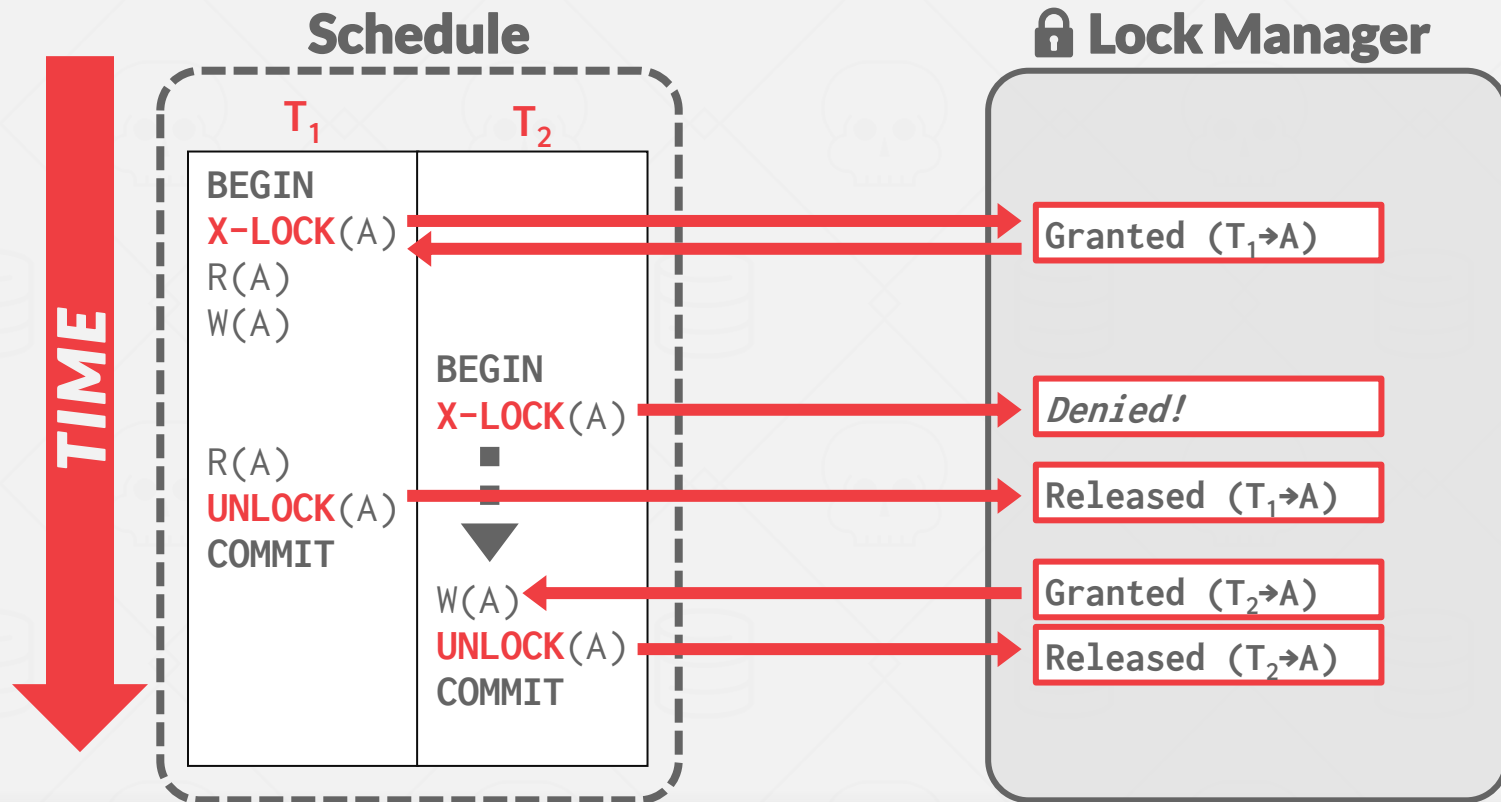 Schedule
Lock Manager
TIME
T₁
T₂
BEGIN
X-LOCK(A)
R(A)
W(A)
BEGIN
X-LOCK(A)
R(A)
UNLOCK(A)
COMMIT
W(A)
UNLOCK(A)
COMMIT
Granted (T₁→A)
Denied!
Released (T₁→A)
Granted (T₂→A)
Released (T₂→A)